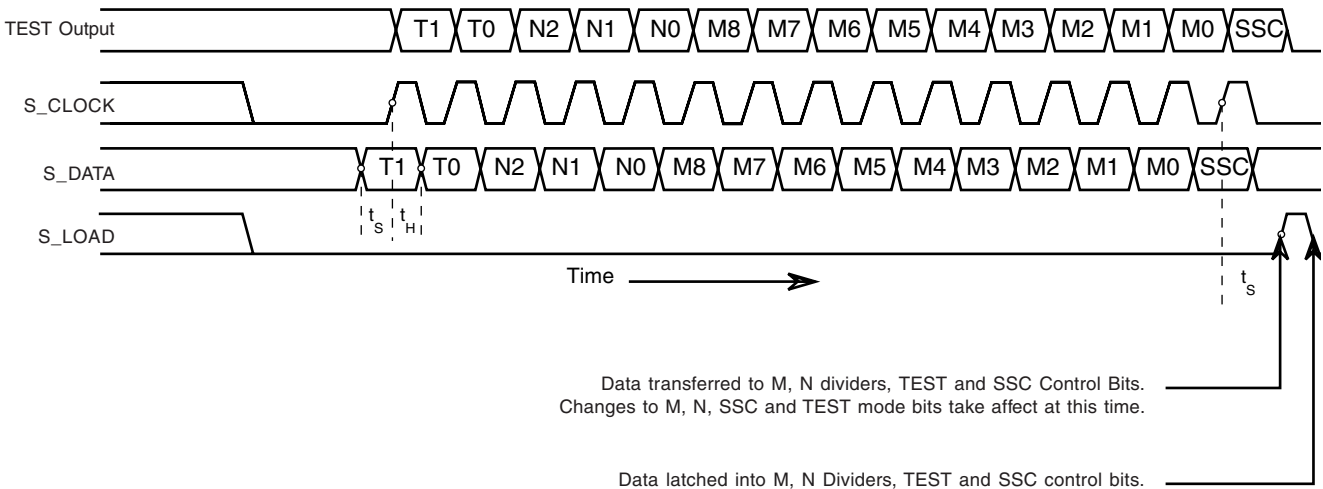 TEST Output T1 T0 N2 N1 N0 M8 M7 M6 M5 M4 M3 M2 M1 M0 SSC
S_CLOCK
S_DATA T1 T0 N2 N1 N0 M8 M7 M6 M5 M4 M3 M2 M1 M0 SSC
tS tH
S_LOAD
Time
tS
Data transferred to M, N dividers, TEST and SSC Control Bits.
Changes to M, N, SSC and TEST mode bits take affect at this time.
Data latched into M, N Dividers, TEST and SSC control bits.